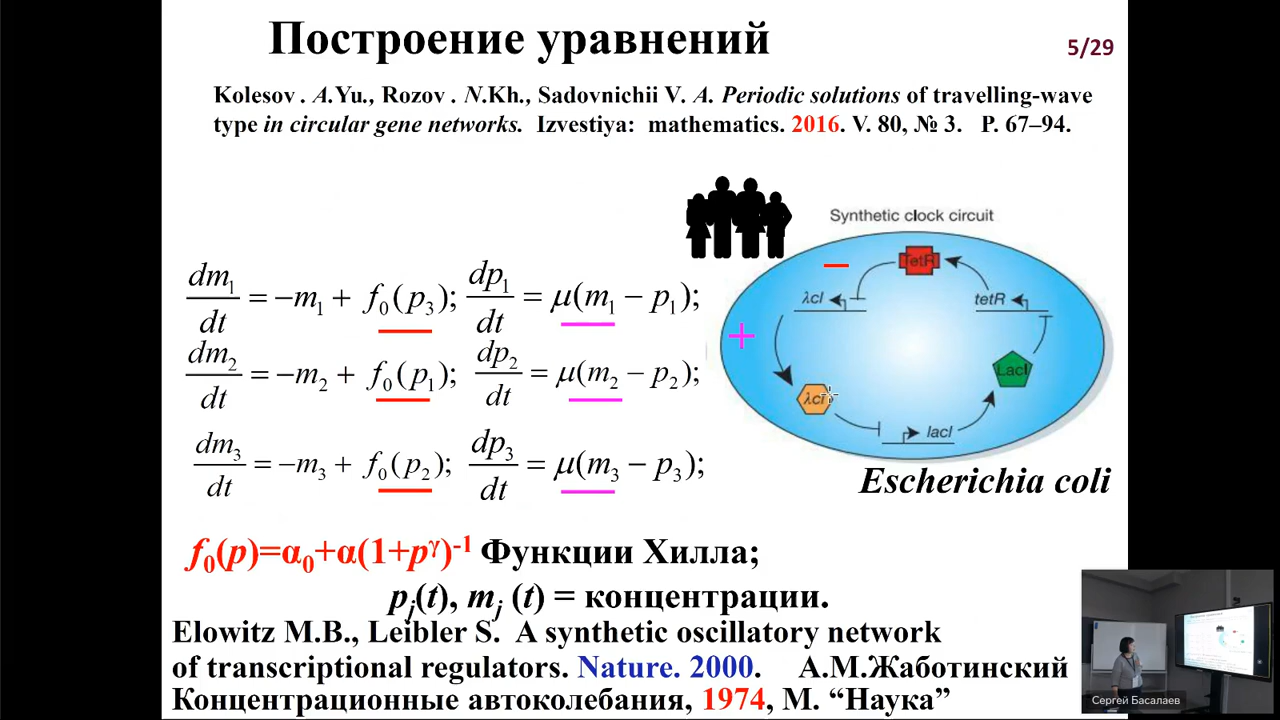 Построение уравнений
5/29
Kolesov . A.Yu., Rozov . N.Kh., Sadovnichii V. A. Periodic solutions of travelling-wave
type in circular gene networks. Izvestiya: mathematics. 2016. V. 80, № 3. P. 67–94.
Synthetic clock circuit
TetR
λcI
tetR
LacI
λcI
lacI
Escherichia coli
− +
dm₁/dt = −m₁ + f₀(p₃); dp₁/dt = μ(m₁ − p₁);
dm₂/dt = −m₂ + f₀(p₁); dp₂/dt = μ(m₂ − p₂);
dm₃/dt = −m₃ + f₀(p₂); dp₃/dt = μ(m₃ − p₃);
f₀(p)=α₀+α(1+p^γ)⁻¹ Функции Хилла;
pⱼ(t), mⱼ (t) = концентрации.
Elowitz M.B., Leibler S. A synthetic oscillatory network
of transcriptional regulators. Nature. 2000. А.М.Жаботинский
Концентрационные автоколебания, 1974, М. “Наука”
Сергей Басалаев